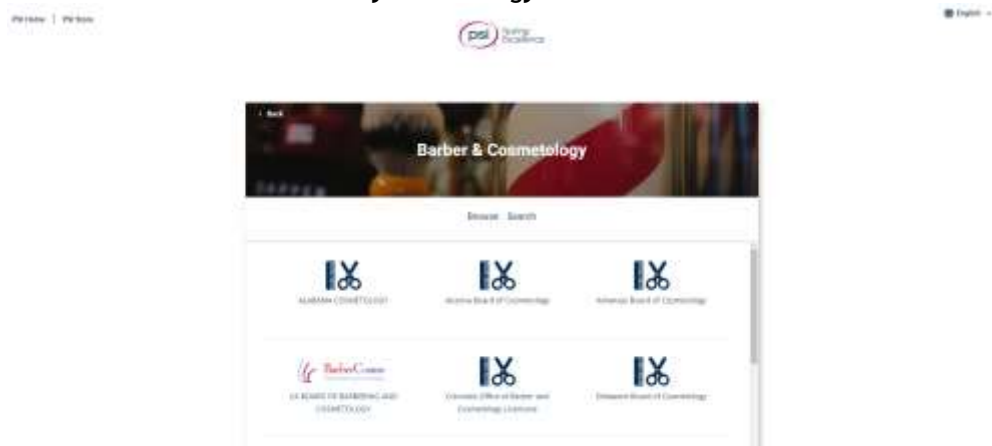 PSI Home | PSI Store
English
psi
Back
Barber & Cosmetology
Browse Search
ALABAMA COSMETOLOGY
Arizona Board of Cosmetology
Arkansas Board of Cosmetology
CA BOARD OF BARBERING AND
COSMETOLOGY
Colorado Office of Barber and
Cosmetology Licensure
Delaware Board of Cosmetology